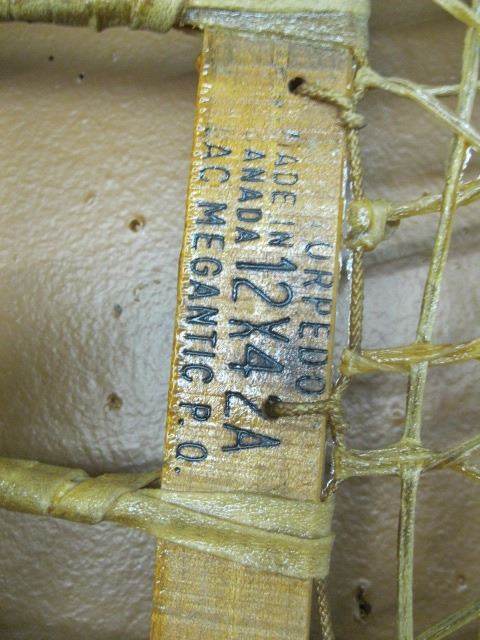 TORPEDO
MADE IN
CANADA 12X42A
LAC MEGANTIC P.Q.